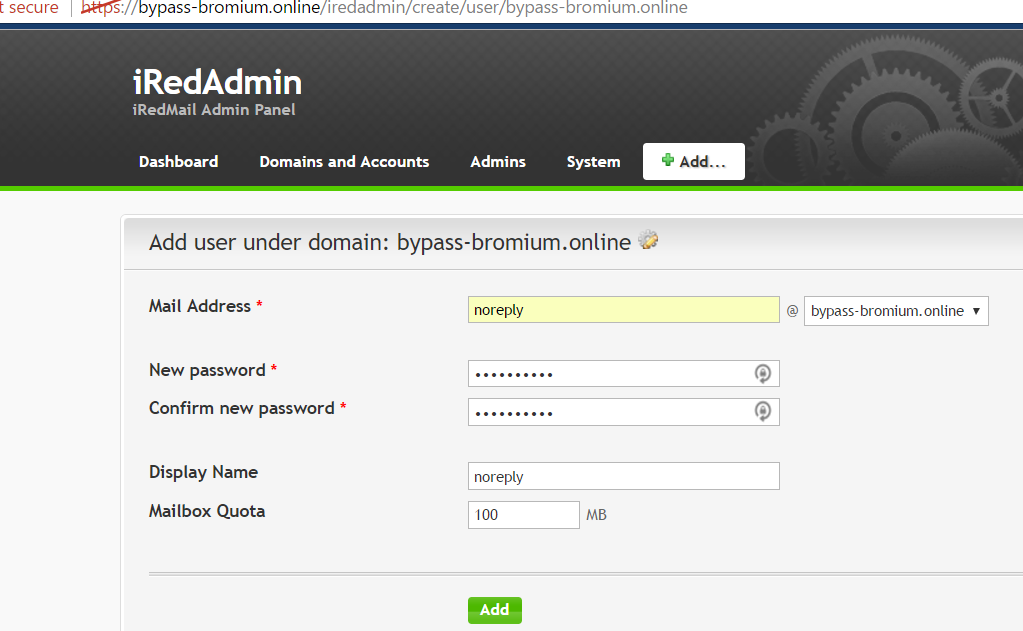 t secure https://bypass-bromium.online/iredadmin/create/user/bypass-bromium.online
iRedAdmin
iRedMail Admin Panel
Dashboard Domains and Accounts Admins System Add...
Add user under domain: bypass-bromium.online
Mail Address * noreply @ bypass-bromium.online ▼
New password * ••••••••••
Confirm new password * ••••••••••
Display Name noreply
Mailbox Quota 100 MB
Add